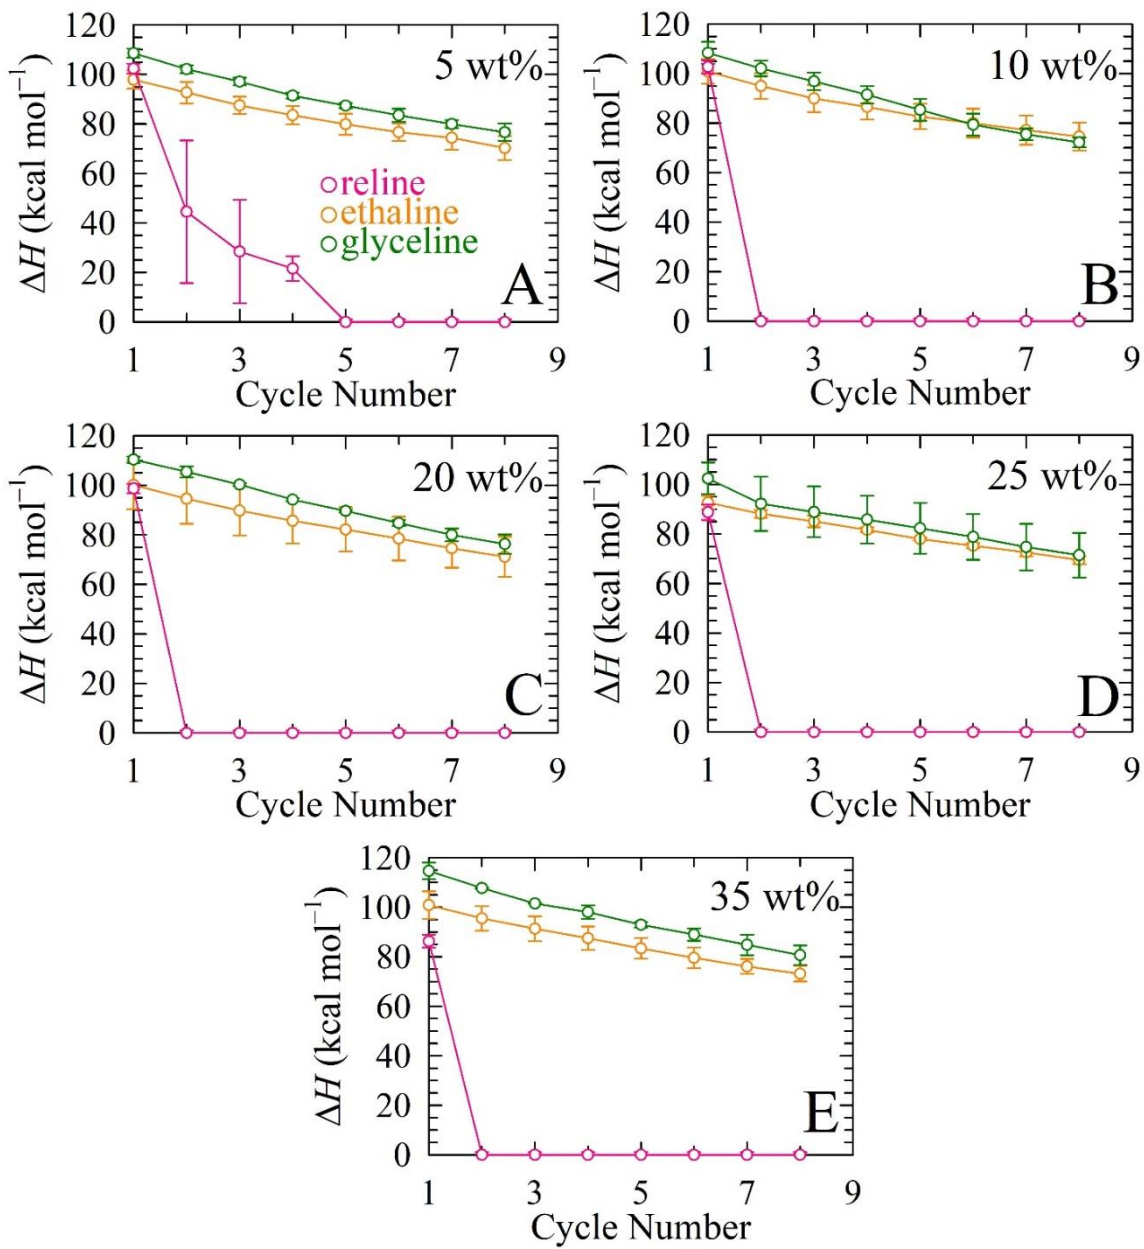 120
100
80
60
40
20
0
ΔH (kcal mol⁻¹)
5 wt%
reline
ethaline
glyceline
A
1 3 5 7 9
Cycle Number
120
100
80
60
40
20
0
ΔH (kcal mol⁻¹)
10 wt%
B
1 3 5 7 9
Cycle Number
120
100
80
60
40
20
0
ΔH (kcal mol⁻¹)
20 wt%
C
1 3 5 7 9
Cycle Number
120
100
80
60
40
20
0
ΔH (kcal mol⁻¹)
25 wt%
D
1 3 5 7 9
Cycle Number
120
100
80
60
40
20
0
ΔH (kcal mol⁻¹)
35 wt%
E
1 3 5 7 9
Cycle Number